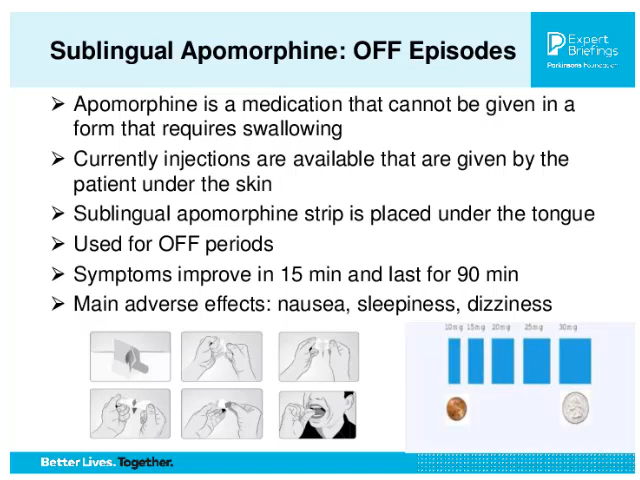 Sublingual Apomorphine: OFF Episodes
Expert
Briefings
Parkinson's Foundation
➢ Apomorphine is a medication that cannot be given in a
form that requires swallowing
➢ Currently injections are available that are given by the
patient under the skin
➢ Sublingual apomorphine strip is placed under the tongue
➢ Used for OFF periods
➢ Symptoms improve in 15 min and last for 90 min
➢ Main adverse effects: nausea, sleepiness, dizziness
10mg 15mg 20mg 25mg 30mg
Better Lives. Together.